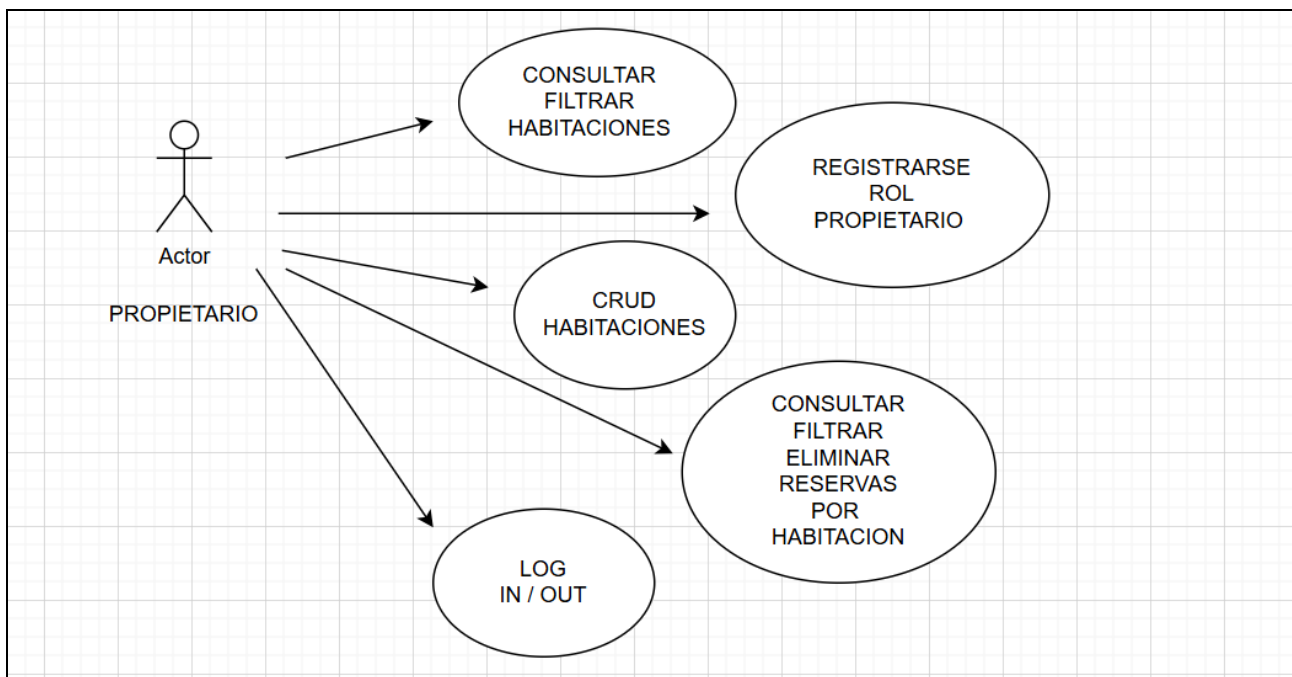 CONSULTAR
FILTRAR
HABITACIONES
REGISTRARSE
ROL
PROPIETARIO
Actor
PROPIETARIO
CRUD
HABITACIONES
CONSULTAR
FILTRAR
ELIMINAR
RESERVAS
POR
HABITACION
LOG
IN / OUT